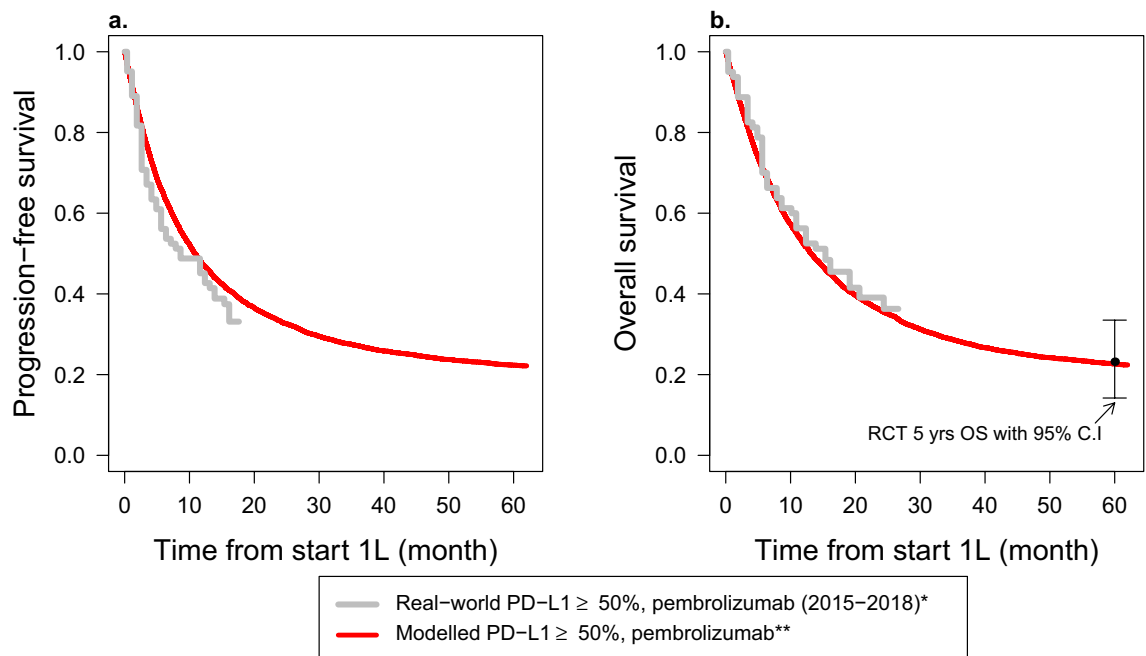 a.
1.0
0.8
0.6
0.4
0.2
0.0
Progression−free survival
0 10 20 30 40 50 60
Time from start 1L (month)
b.
1.0
0.8
0.6
0.4
0.2
0.0
Overall survival
RCT 5 yrs OS with 95% C.I
0 10 20 30 40 50 60
Time from start 1L (month)
Real−world PD−L1 ≥ 50%, pembrolizumab (2015−2018)*
Modelled PD−L1 ≥ 50%, pembrolizumab**